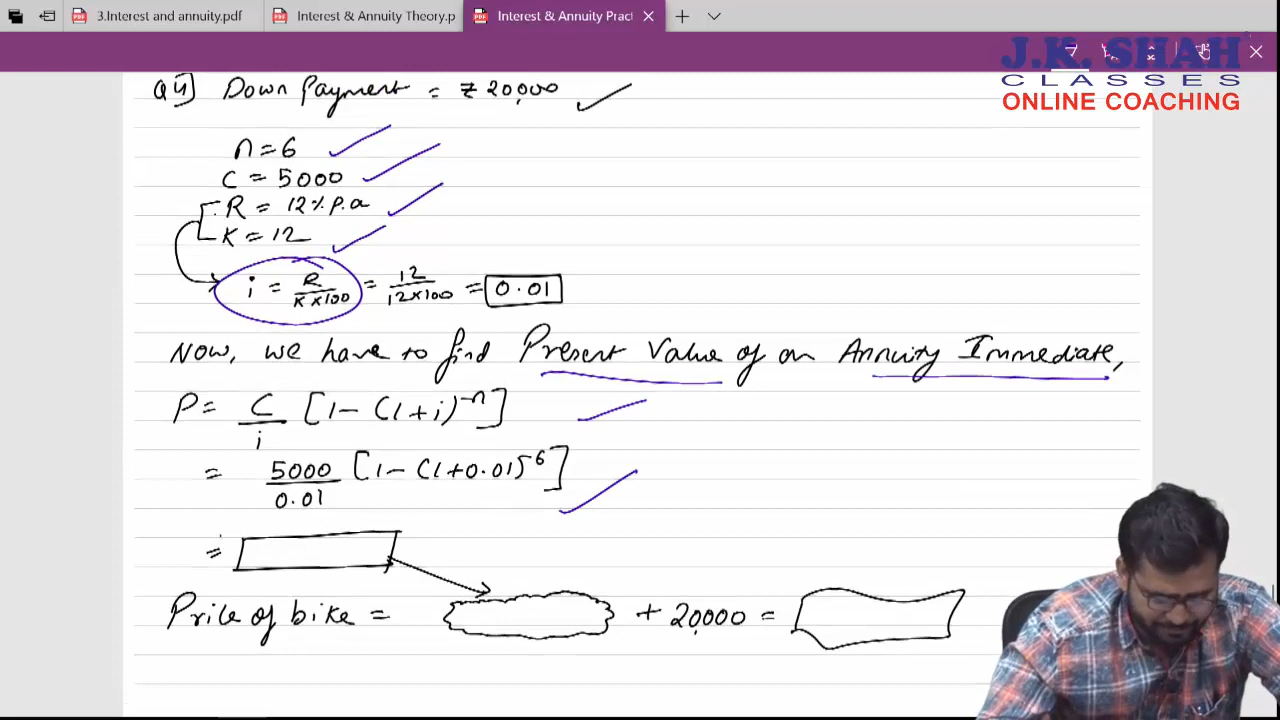 3.Interest and annuity.pdf
Interest & Annuity Theory.p
Interest & Annuity Pract
J.K. SHAH
CLASSES
ONLINE COACHING
Q4] Down Payment = ₹ 20,000
n = 6
C = 5000
R = 12% p.a
K = 12
i = R/K×100 = 12/12×100 = 0.01
Now, we have to find Present Value of an Annuity Immediate,
P = C/i [1 - (1+i)^-n]
= 5000/0.01 [1 - (1+0.01)^-6]
=
Price of bike = + 20,000 =